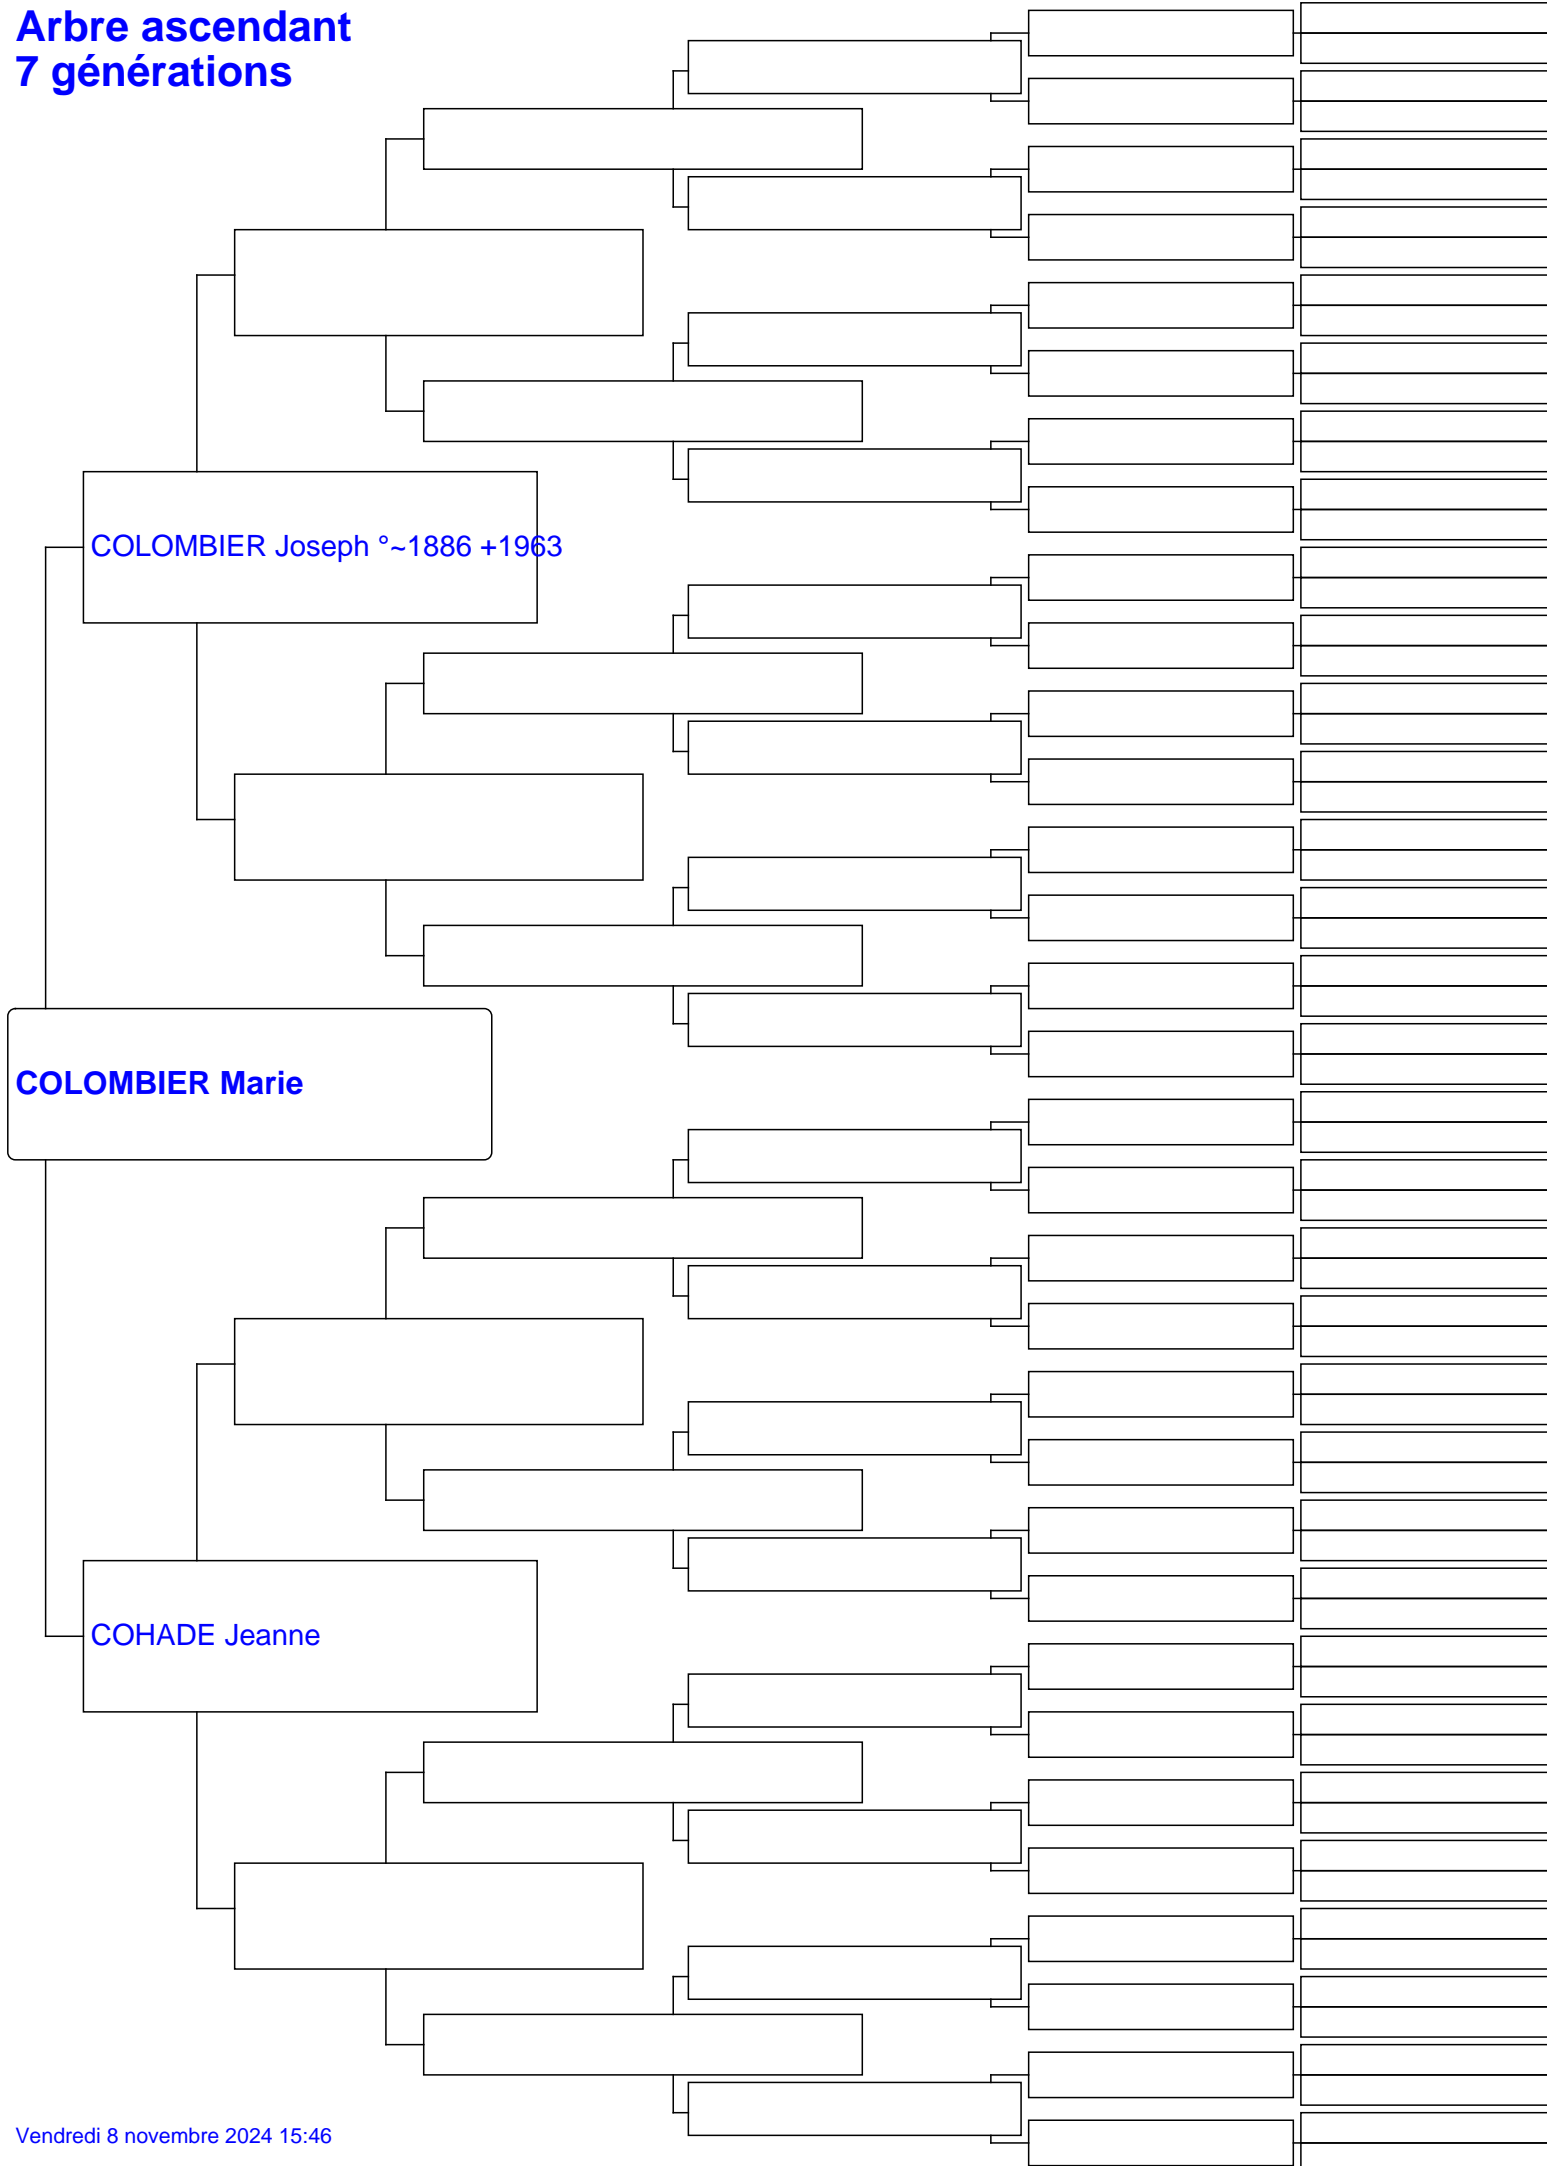 Arbre ascendant
7 générations
COLOMBIER Joseph °~1886 +1963
COLOMBIER Marie
COHADE Jeanne
Vendredi 8 novembre 2024 15:46